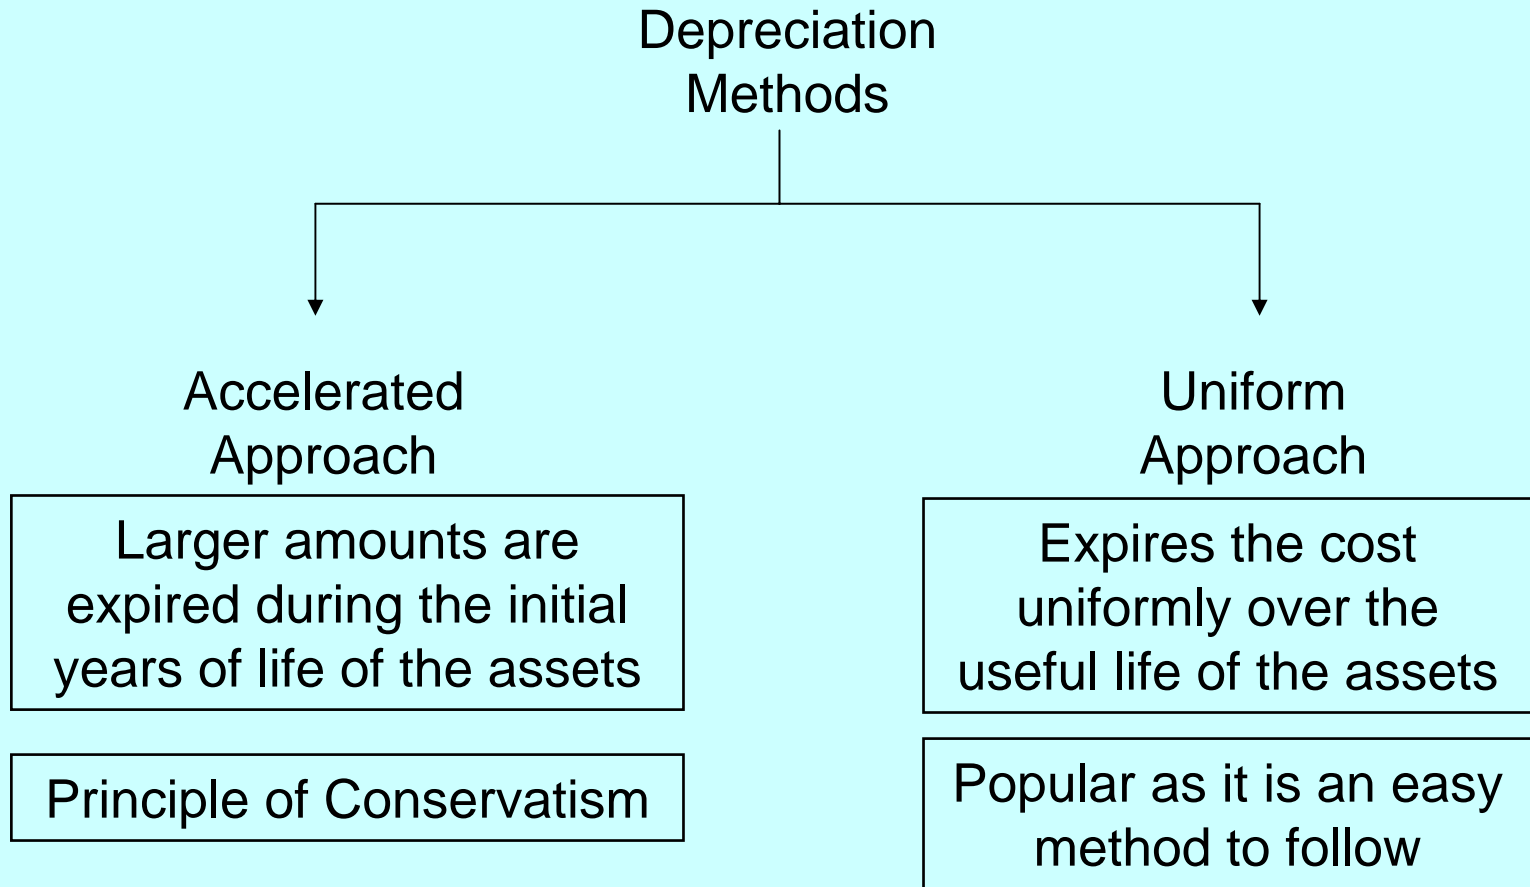 Depreciation
Methods
Accelerated
Approach
Larger amounts are
expired during the initial
years of life of the assets
Principle of Conservatism
Uniform
Approach
Expires the cost
uniformly over the
useful life of the assets
Popular as it is an easy
method to follow